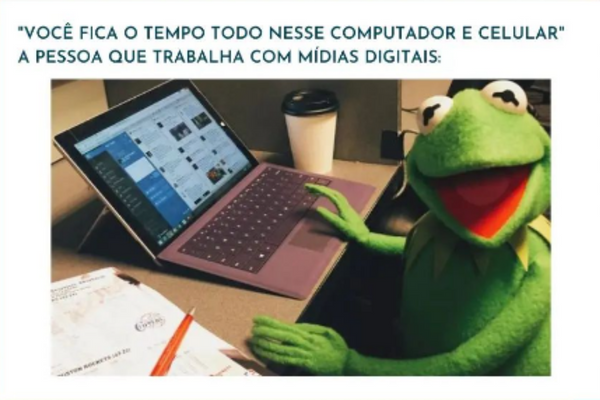 "VOCÊ FICA O TEMPO TODO NESSE COMPUTADOR E CELULAR"
A PESSOA QUE TRABALHA COM MÍDIAS DIGITAIS: